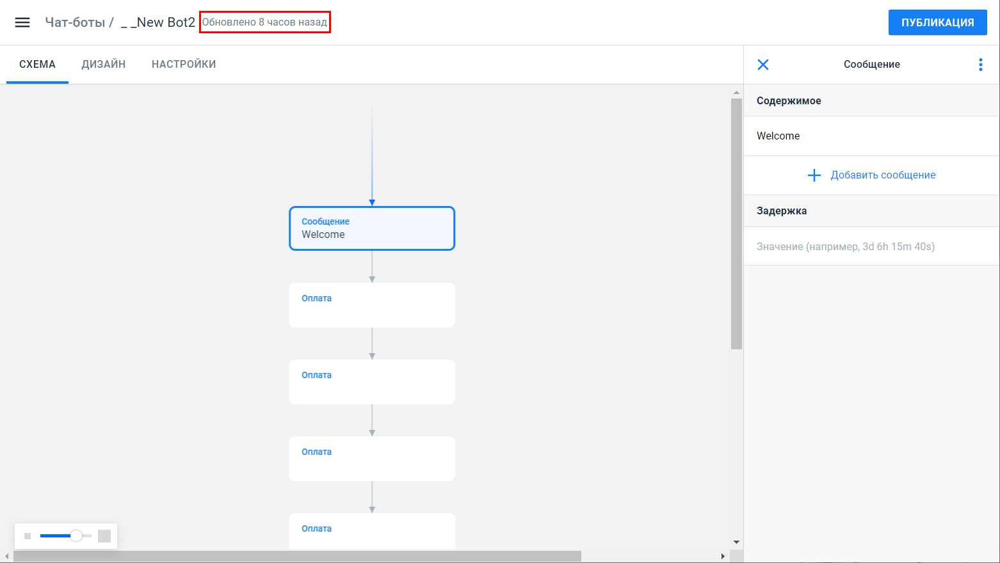 Чат-боты / _ _New Bot2 Обновлено 8 часов назад
ПУБЛИКАЦИЯ
СХЕМА ДИЗАЙН НАСТРОЙКИ
Сообщение
Welcome
Оплата
Оплата
Оплата
Оплата
Сообщение
Содержимое
Welcome
Добавить сообщение
Задержка
Значение (например, 3d 6h 15m 40s)